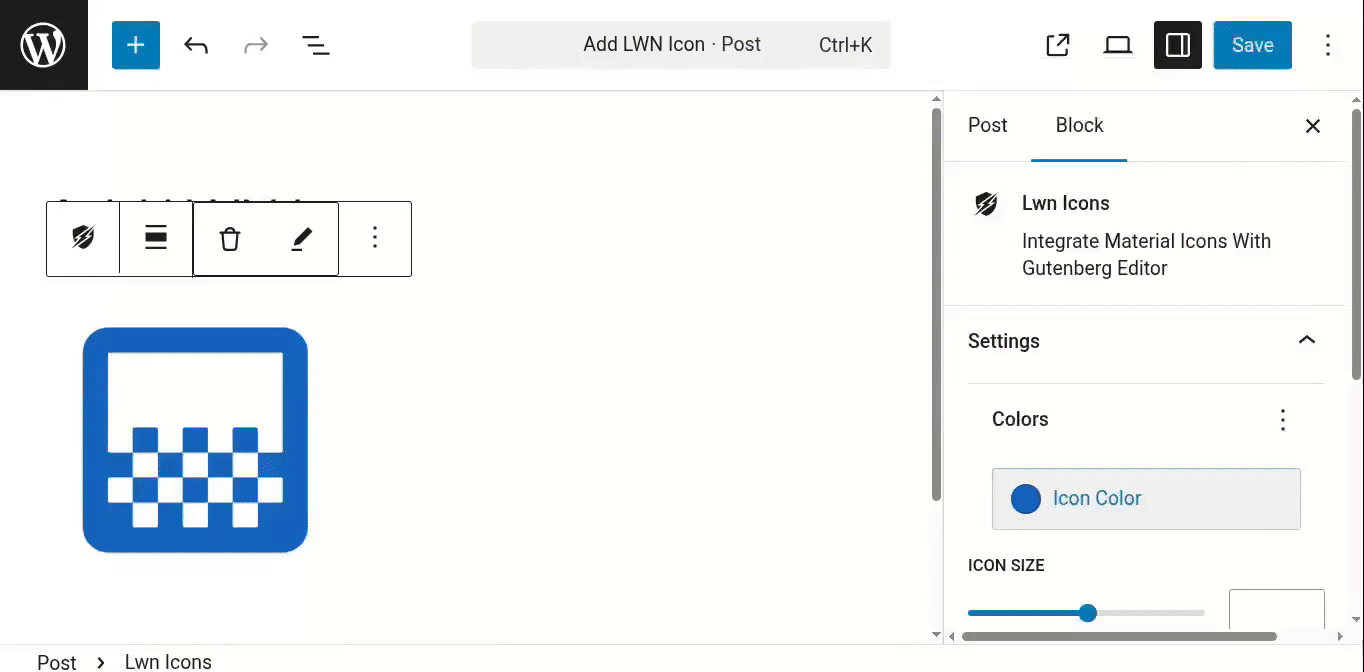 Add LWN Icon · Post Ctrl+K
Save
Post Block
Lwn Icons
Integrate Material Icons With
Gutenberg Editor
Settings
Colors
Icon Color
ICON SIZE
Post › Lwn Icons